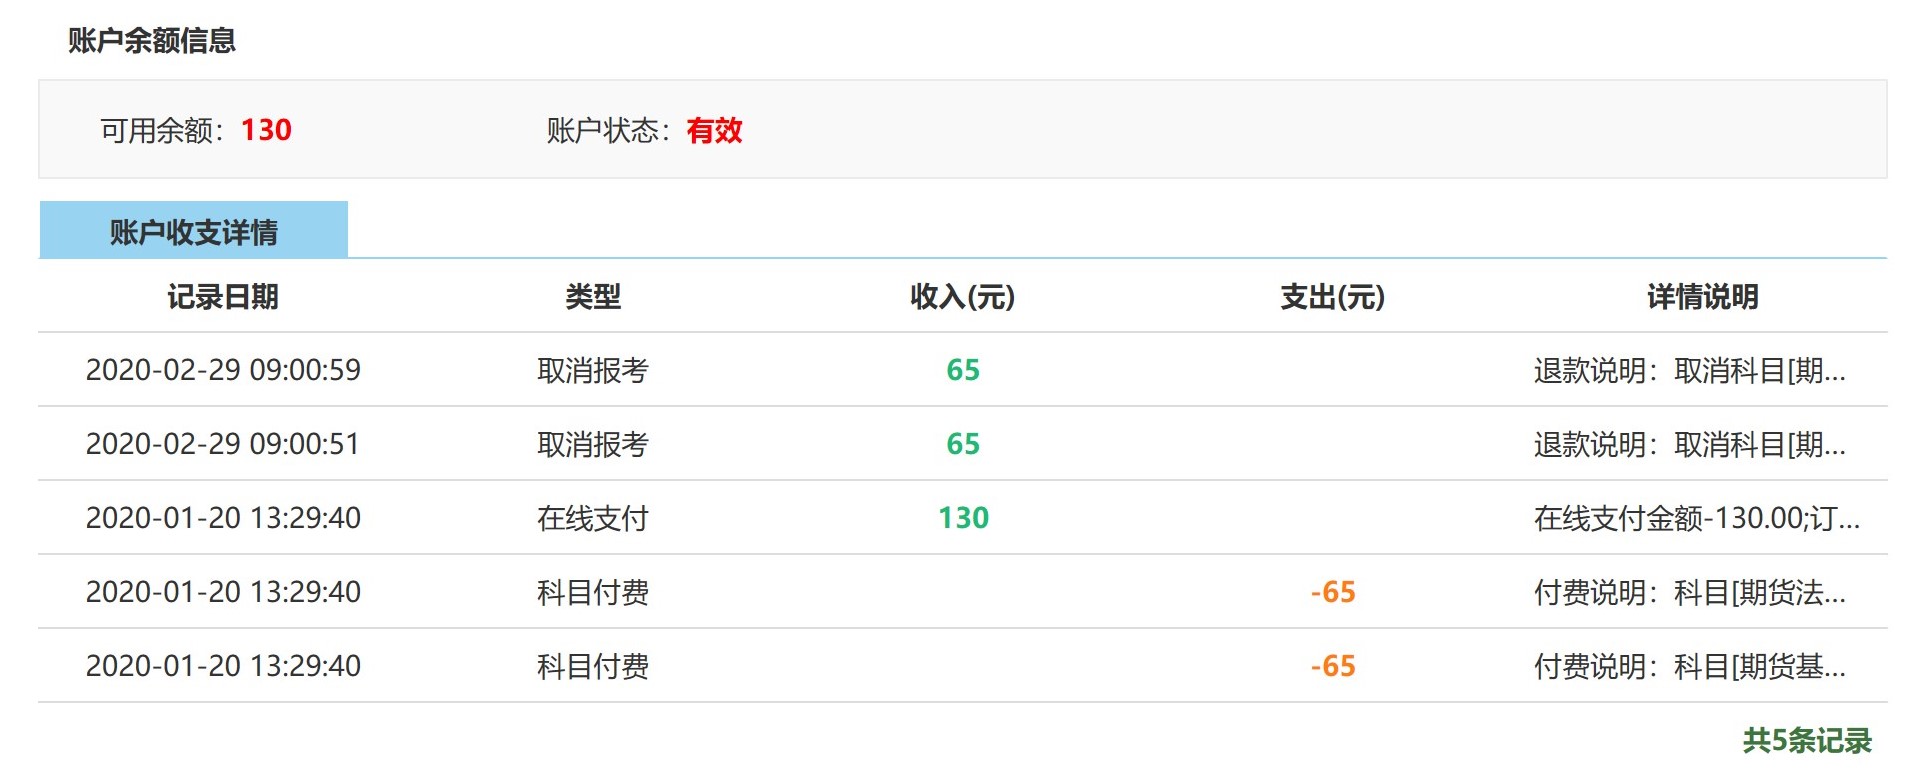 账户余额信息
可用余额：130 账户状态：有效
账户收支详情
记录日期 类型 收入(元) 支出(元) 详情说明
2020-02-29 09:00:59 取消报考 65 退款说明：取消科目[期...
2020-02-29 09:00:51 取消报考 65 退款说明：取消科目[期...
2020-01-20 13:29:40 在线支付 130 在线支付金额-130.00;订...
2020-01-20 13:29:40 科目付费 -65 付费说明：科目[期货法...
2020-01-20 13:29:40 科目付费 -65 付费说明：科目[期货基...
共5条记录